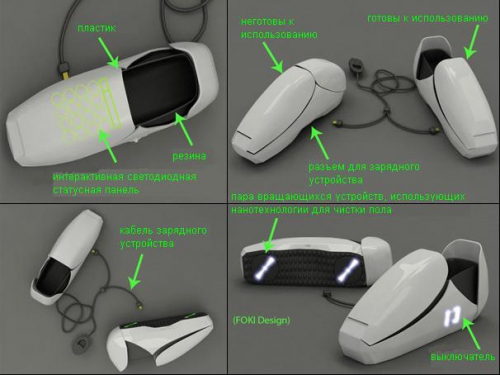 пластик
резина
интерактивная светодиодная
статусная панель
неготовы к
использованию
готовы к использованию
разъем для зарядного
устройства
кабель зарядного
устройства
пара вращающихся устройств, использующих
нанотехнологии для чистки пола
(FOKI Design)
выключатель